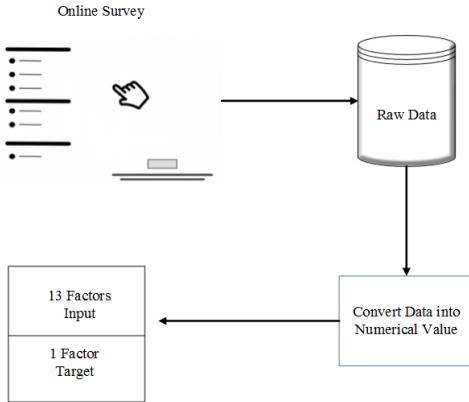 Online Survey
Raw Data
Convert Data into
Numerical Value
13 Factors
Input
1 Factor
Target